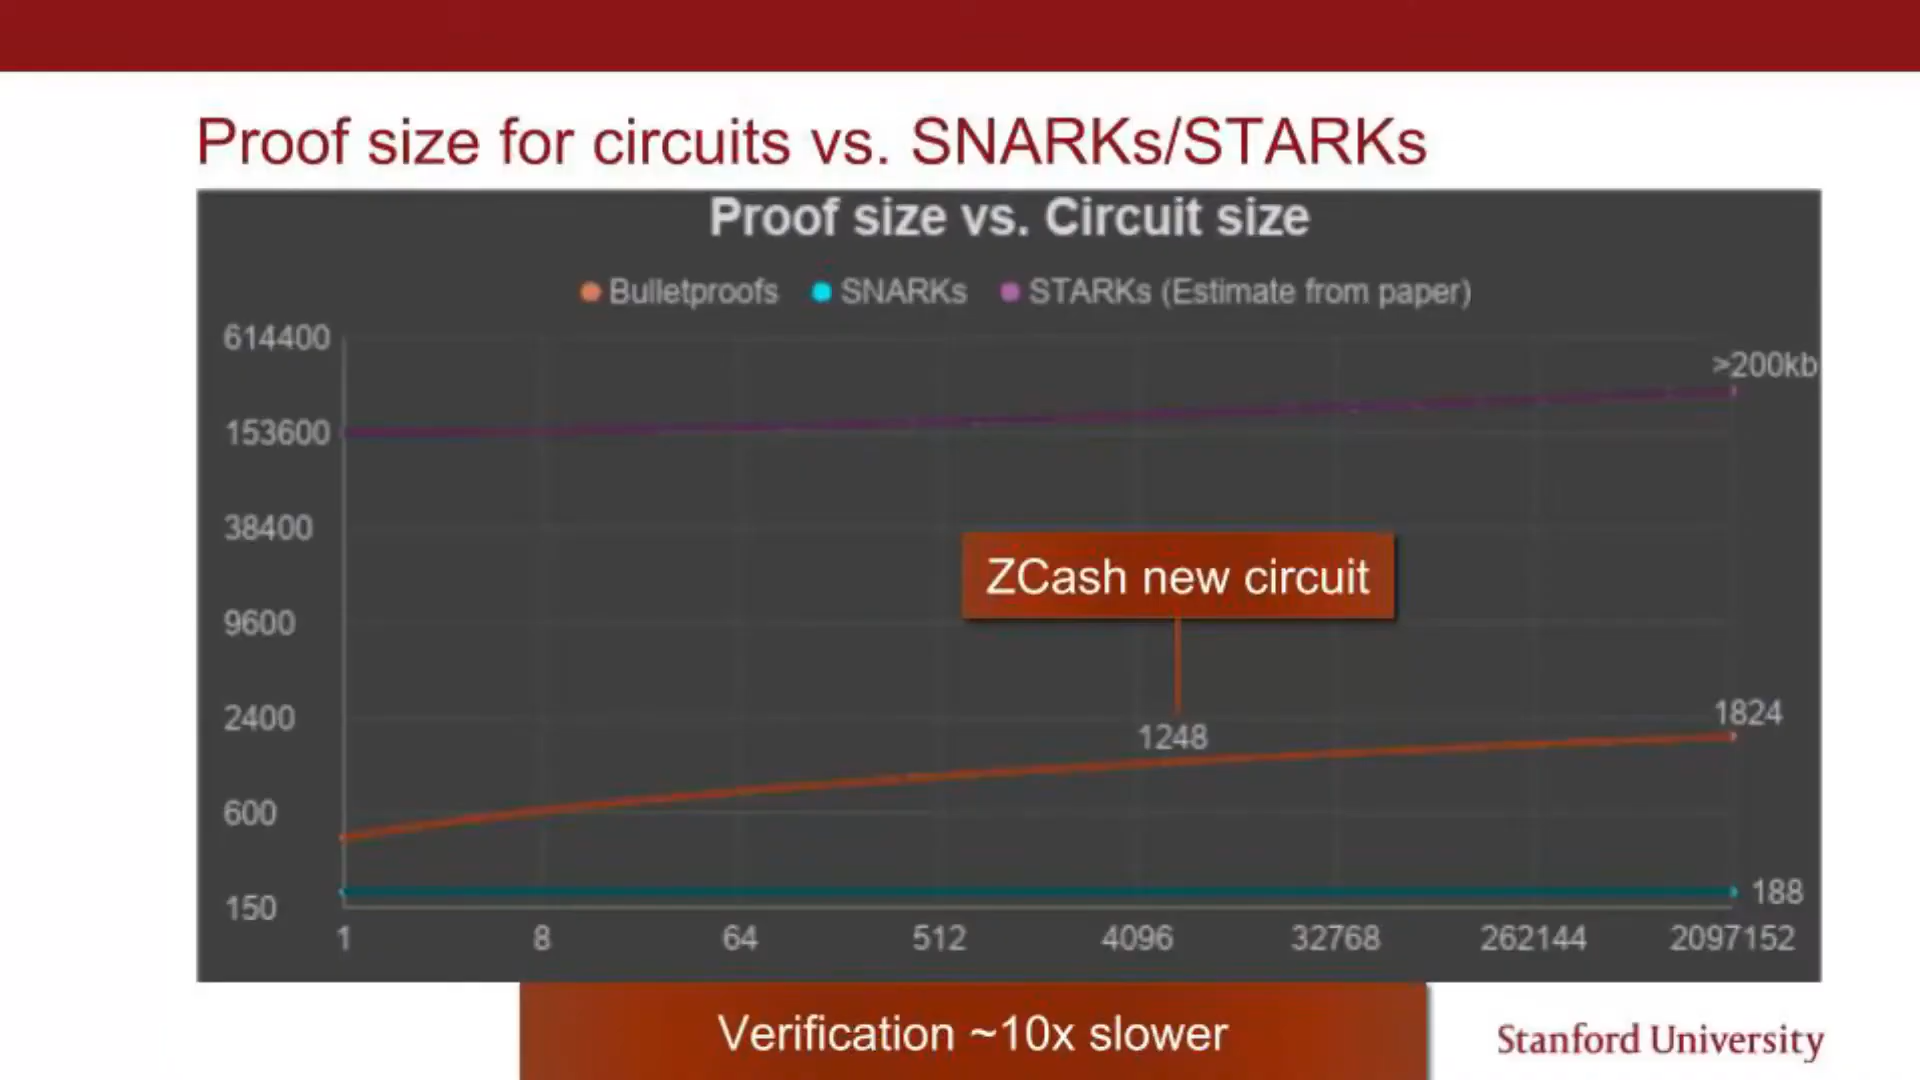 Proof size for circuits vs. SNARKs/STARKs
Proof size vs. Circuit size
Bulletproofs SNARKs STARKs (Estimate from paper)
614400
>200kb
153600
38400
ZCash new circuit
9600
2400
1824
1248
600
150
188
1 8 64 512 4096 32768 262144 2097152
Verification ~10x slower
Stanford University